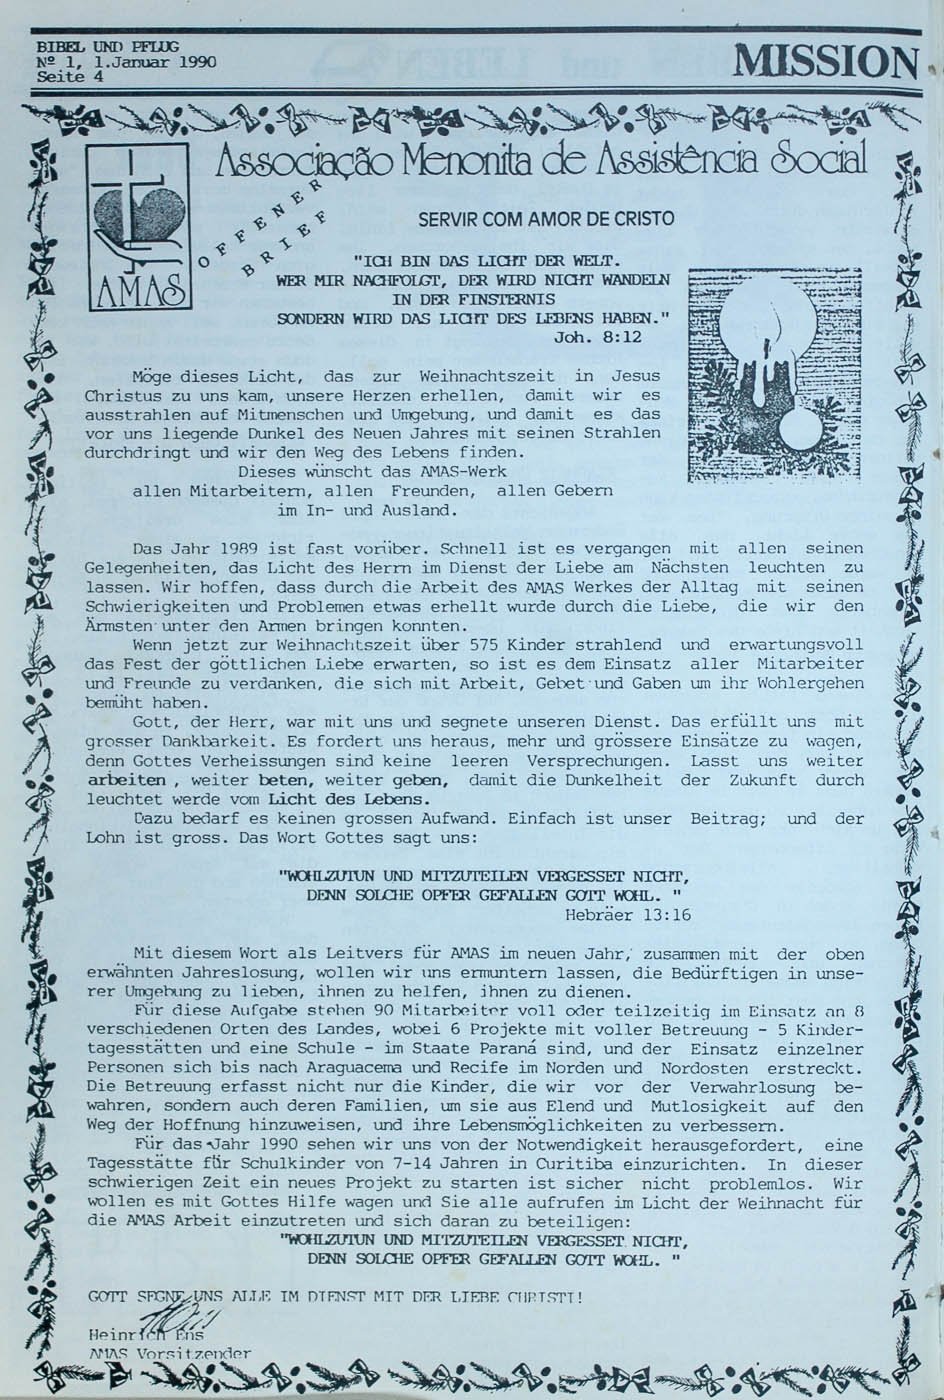 BIBEL UND PFLUG
Nº 1, 1.Januar 1990
Seite 4
MISSION
Associação Menonita de Assistência Social
AMAS
OFFENER
BRIEF
SERVIR COM AMOR DE CRISTO
"ICH BIN DAS LICHT DER WELT.
WER MIR NACHFOLGT, DER WIRD NICHT WANDELN
IN DER FINSTERNIS
SONDERN WIRD DAS LICHT DES LEBENS HABEN."
Joh. 8:12
Möge dieses Licht, das zur Weihnachtszeit in Jesus
Christus zu uns kam, unsere Herzen erhellen, damit wir es
ausstrahlen auf Mitmenschen und Umgebung, und damit es das
vor uns liegende Dunkel des Neuen Jahres mit seinen Strahlen
durchdringt und wir den Weg des Lebens finden.
Dieses wünscht das AMAS-Werk
allen Mitarbeitern, allen Freunden, allen Gebern
im In- und Ausland.
Das Jahr 1989 ist fast vorüber. Schnell ist es vergangen mit allen seinen
Gelegenheiten, das Licht des Herrn im Dienst der Liebe am Nächsten leuchten zu
lassen. Wir hoffen, dass durch die Arbeit des AMAS Werkes der Alltag mit seinen
Schwierigkeiten und Problemen etwas erhellt wurde durch die Liebe, die wir den
Ärmsten unter den Armen bringen konnten.
Wenn jetzt zur Weihnachtszeit über 575 Kinder strahlend und erwartungsvoll
das Fest der göttlichen Liebe erwarten, so ist es dem Einsatz aller Mitarbeiter
und Freunde zu verdanken, die sich mit Arbeit, Gebet und Gaben um ihr Wohlergehen
bemüht haben.
Gott, der Herr, war mit uns und segnete unseren Dienst. Das erfüllt uns mit
grosser Dankbarkeit. Es fordert uns heraus, mehr und grössere Einsätze zu wagen,
denn Gottes Verheissungen sind keine leeren Versprechungen. Lasst uns weiter
arbeiten , weiter beten, weiter geben, damit die Dunkelheit der Zukunft durch
leuchtet werde vom Licht des Lebens.
Dazu bedarf es keinen grossen Aufwand. Einfach ist unser Beitrag; und der
Lohn ist gross. Das Wort Gottes sagt uns:
"WOHLZUTUN UND MITZUTEILEN VERGESSET NICHT,
DENN SOLCHE OPFER GEFALLEN GOTT WOHL. "
Hebräer 13:16
Mit diesem Wort als Leitvers für AMAS im neuen Jahr, zusammen mit der oben
erwähnten Jahreslosung, wollen wir uns ermuntern lassen, die Bedürftigen in unse-
rer Umgebung zu lieben, ihnen zu helfen, ihnen zu dienen.
Für diese Aufgabe stehen 90 Mitarbeiter voll oder teilzeitig im Einsatz an 8
verschiedenen Orten des Landes, wobei 6 Projekte mit voller Betreuung - 5 Kinder-
tagesstätten und eine Schule - im Staate Paraná sind, und der Einsatz einzelner
Personen sich bis nach Araguacema und Recife im Norden und Nordosten erstreckt.
Die Betreuung erfasst nicht nur die Kinder, die wir vor der Verwahrlosung be-
wahren, sondern auch deren Familien, um sie aus Elend und Mutlosigkeit auf den
Weg der Hoffnung hinzuweisen, und ihre Lebensmöglichkeiten zu verbessern.
Für das Jahr 1990 sehen wir uns von der Notwendigkeit herausgefordert, eine
Tagesstätte für Schulkinder von 7-14 Jahren in Curitiba einzurichten. In dieser
schwierigen Zeit ein neues Projekt zu starten ist sicher nicht problemlos. Wir
wollen es mit Gottes Hilfe wagen und Sie alle aufrufen im Licht der Weihnacht für
die AMAS Arbeit einzutreten und sich daran zu beteiligen:
"WOHLZUTUN UND MITZUTEILEN VERGESSET NICHT,
DENN SOLCHE OPFER GEFALLEN GOTT WOHL. "
GOTT SEGNE UNS ALLE IM DIENST MIT DER LIEBE CHRISTI!
Heinrich Ens
AMAS Vorsitzender